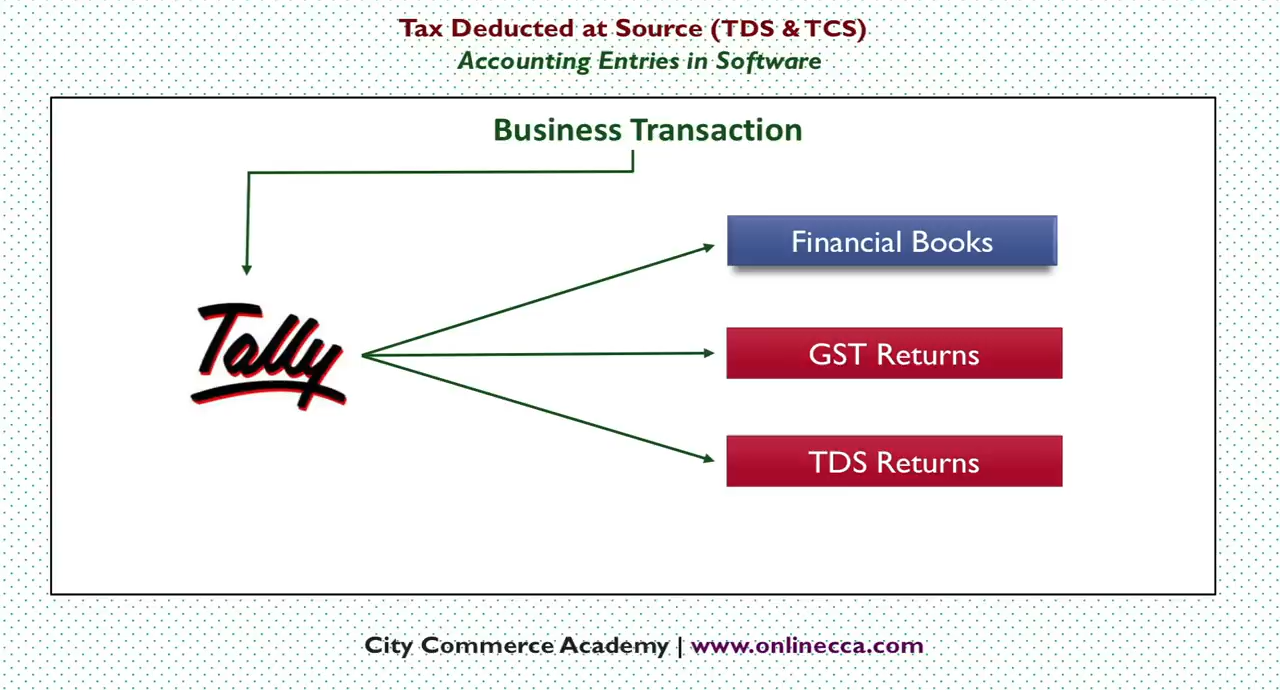 Tax Deducted at Source (TDS & TCS)
Accounting Entries in Software
Business Transaction
Financial Books
Tally
GST Returns
TDS Returns
City Commerce Academy | www.onlinecca.com